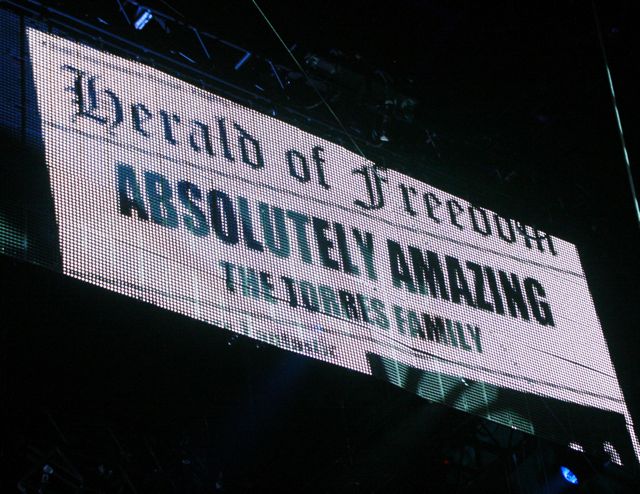 Herald of Freedom
ABSOLUTELY AMAZING
THE TORRES FAMILY